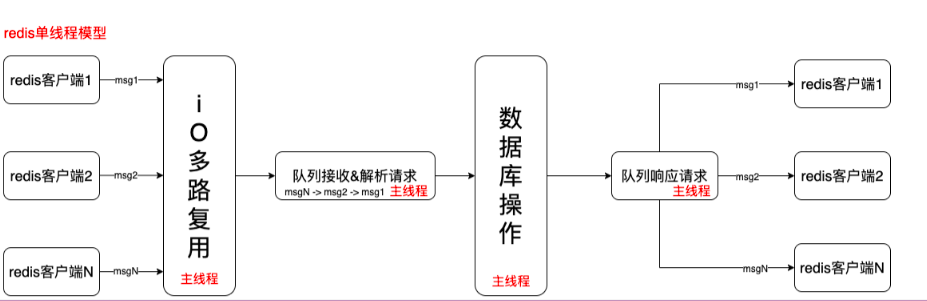 redis单线程模型
redis客户端1
msg1
redis客户端2
msg2
redis客户端N
msgN
i
O
多
路
复
用
主线程
队列接收&解析请求
msgN -> msg2 -> msg1 主线程
数
据
库
操
作
主线程
队列响应请求
主线程
msg1
redis客户端1
msg2
redis客户端2
msgN
redis客户端N